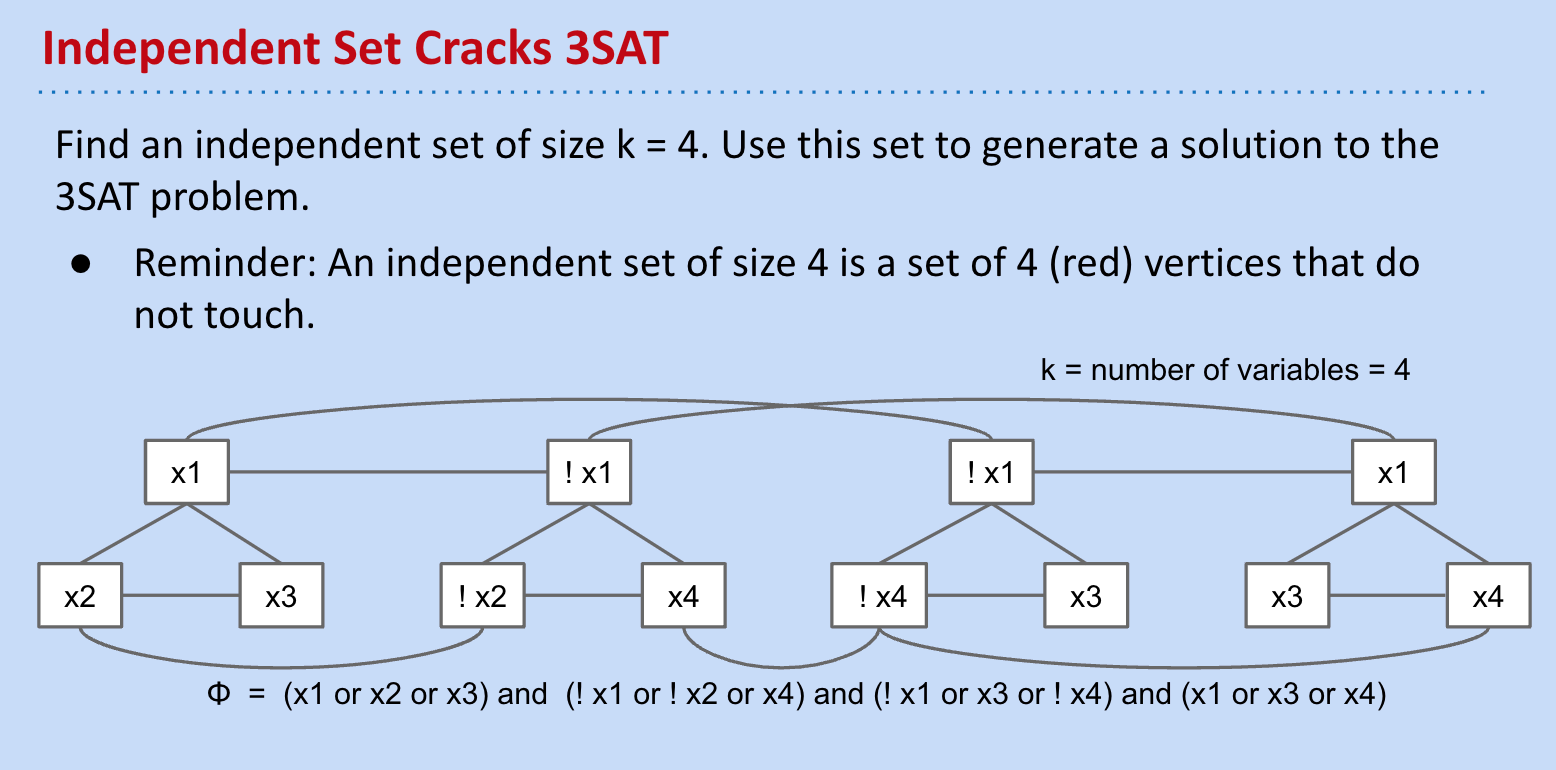 Independent Set Cracks 3SAT
Find an independent set of size k = 4. Use this set to generate a solution to the
3SAT problem.
● Reminder: An independent set of size 4 is a set of 4 (red) vertices that do
not touch.
k = number of variables = 4
x1 ! x1 ! x1 x1
x2 x3 ! x2 x4 ! x4 x3 x3 x4
Φ = (x1 or x2 or x3) and (! x1 or ! x2 or x4) and (! x1 or x3 or ! x4) and (x1 or x3 or x4)